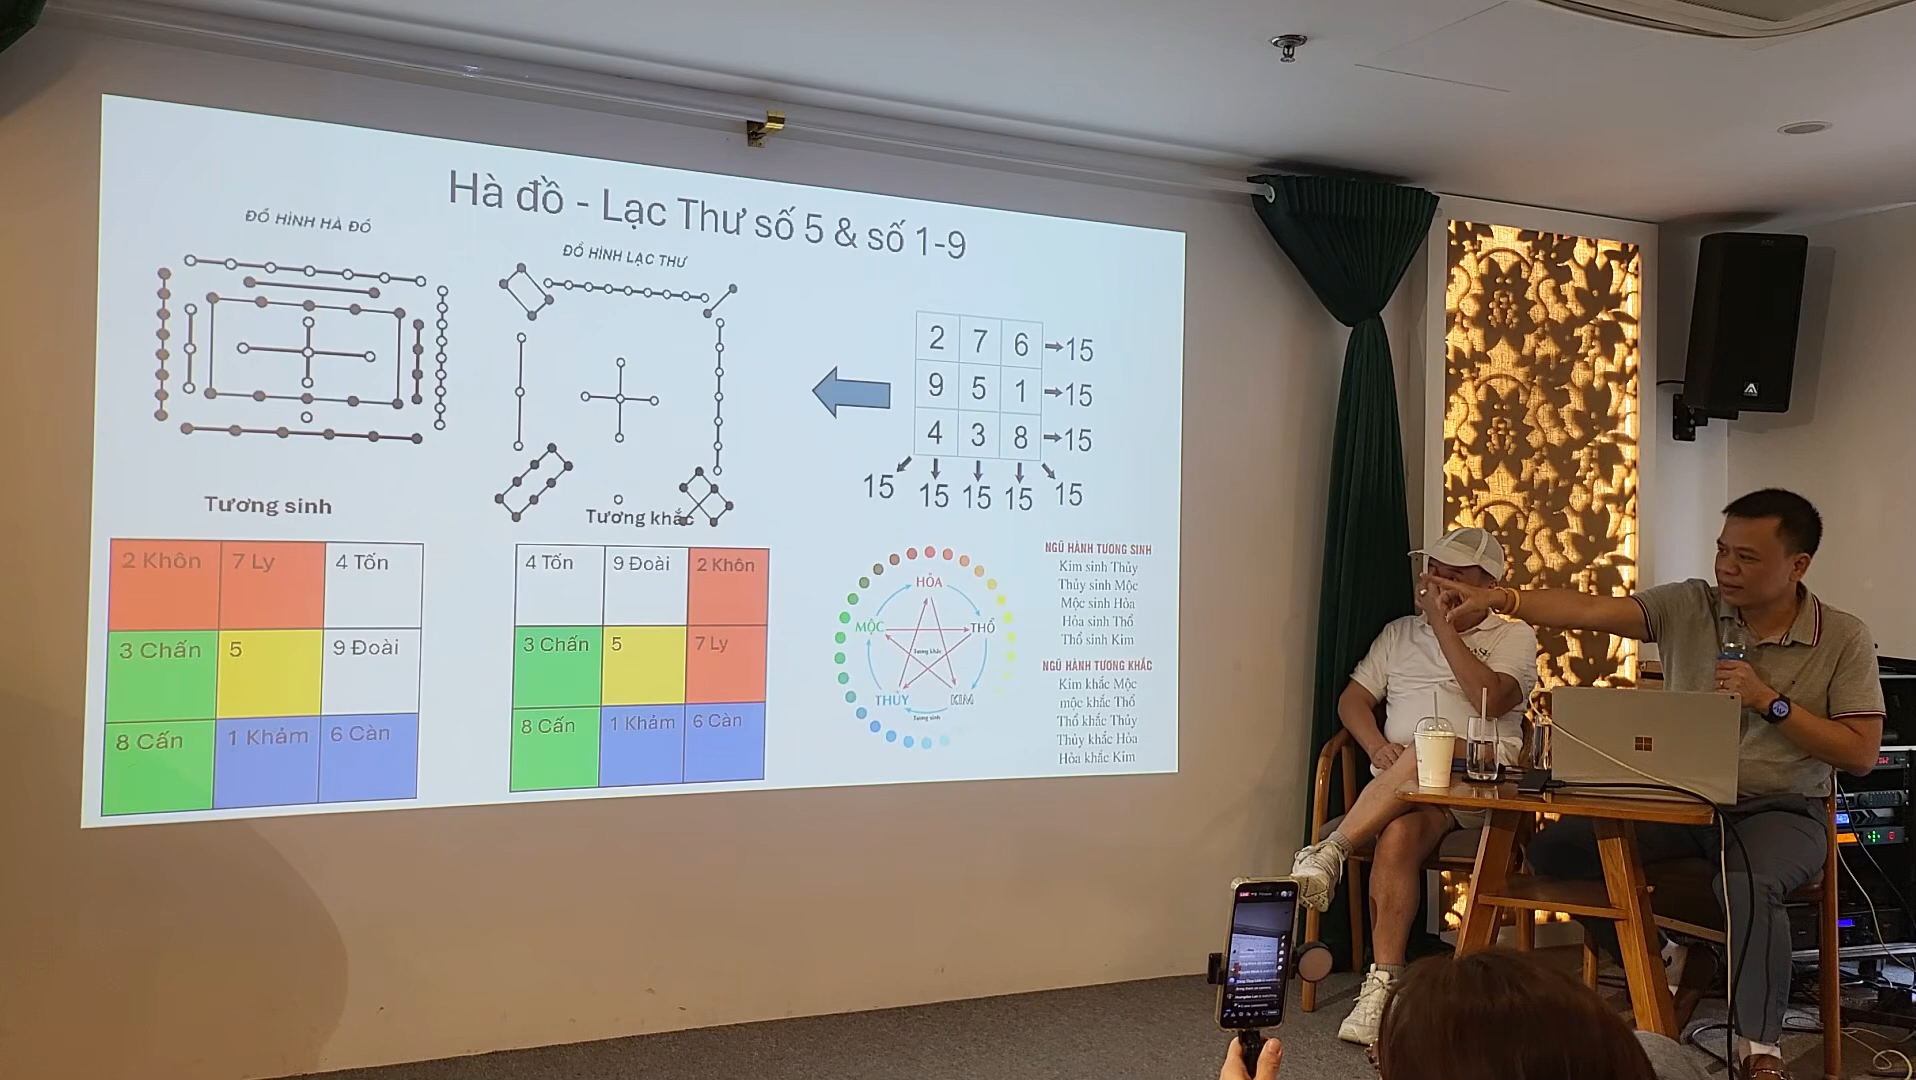 Hà đồ - Lạc Thư số 5 & số 1-9
ĐỒ HÌNH HÀ ĐỒ
ĐỒ HÌNH LẠC THƯ
2 7 6 →15
9 5 1 →15
4 3 8 →15
15 15 15 15 15
Tương sinh
2 Khôn 7 Ly 4 Tốn
3 Chấn 5 9 Đoài
8 Cấn 1 Khảm 6 Càn
Tương khắc
4 Tốn 9 Đoài 2 Khôn
3 Chấn 5 7 Ly
8 Cấn 1 Khảm 6 Càn
HỎA
MỘC
THỔ
Tương khắc
THỦY
KIM
Tương sinh
NGŨ HÀNH TƯƠNG SINH
Kim sinh Thủy
Thủy sinh Mộc
Mộc sinh Hỏa
Hỏa sinh Thổ
Thổ sinh Kim
NGŨ HÀNH TƯƠNG KHẮC
Kim khắc Mộc
mộc khắc Thổ
Thổ khắc Thủy
Thủy khắc Hỏa
Hỏa khắc Kim